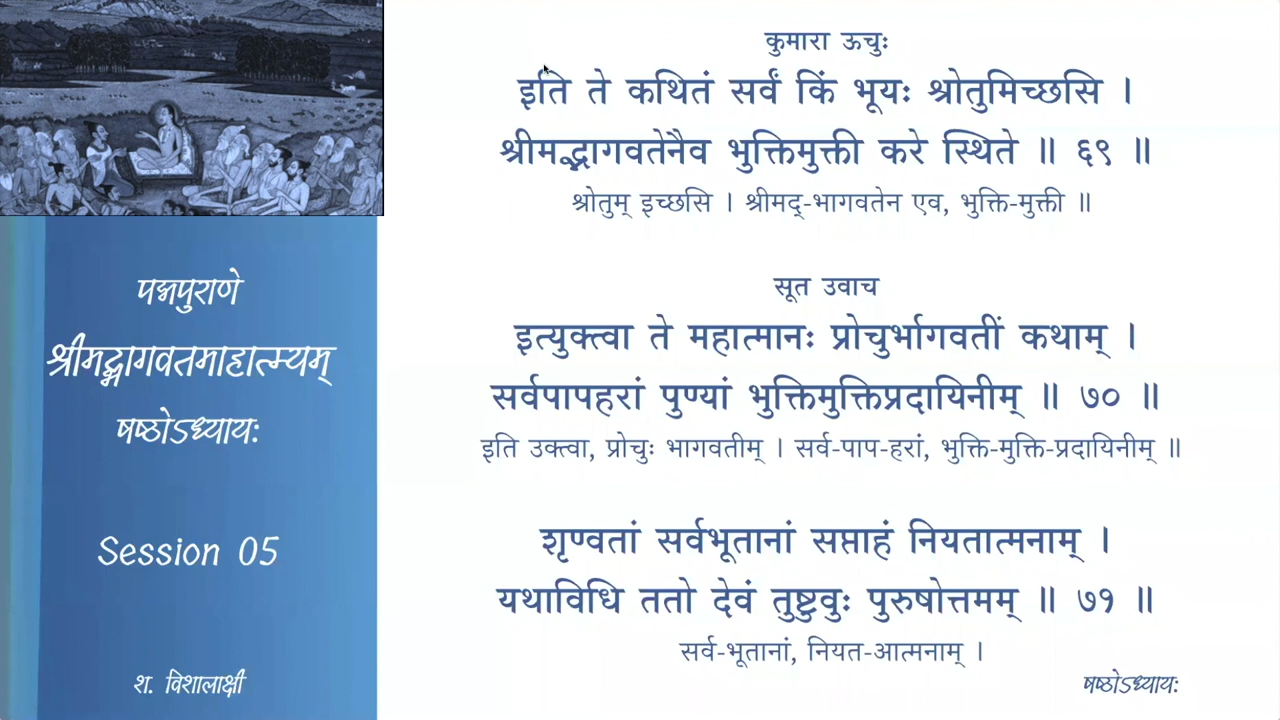 पद्मपुराणे
श्रीमद्भागवतमाहात्म्यम्
षष्ठोऽध्यायः
Session 05
श. विशालाक्षी
कुमारा ऊचुः
इति ते कथितं सर्वं किं भूयः श्रोतुमिच्छसि ।
श्रीमद्भागवतेनैव भुक्तिमुक्ती करे स्थिते ॥ ६९ ॥
श्रोतुम् इच्छसि । श्रीमद्-भागवतेन एव, भुक्ति-मुक्ती ॥
सूत उवाच
इत्युक्त्वा ते महात्मानः प्रोचुर्भागवतीं कथाम् ।
सर्वपापहरां पुण्यां भुक्तिमुक्तिप्रदायिनीम् ॥ ७० ॥
इति उक्त्वा, प्रोचुः भागवतीम् । सर्व-पाप-हरां, भुक्ति-मुक्ति-प्रदायिनीम् ॥
शृण्वतां सर्वभूतानां सप्ताहं नियतात्मनाम् ।
यथाविधि ततो देवं तुष्टुवुः पुरुषोत्तमम् ॥ ७१ ॥
सर्व-भूतानां, नियत-आत्मनाम् ।
षष्ठोऽध्यायः